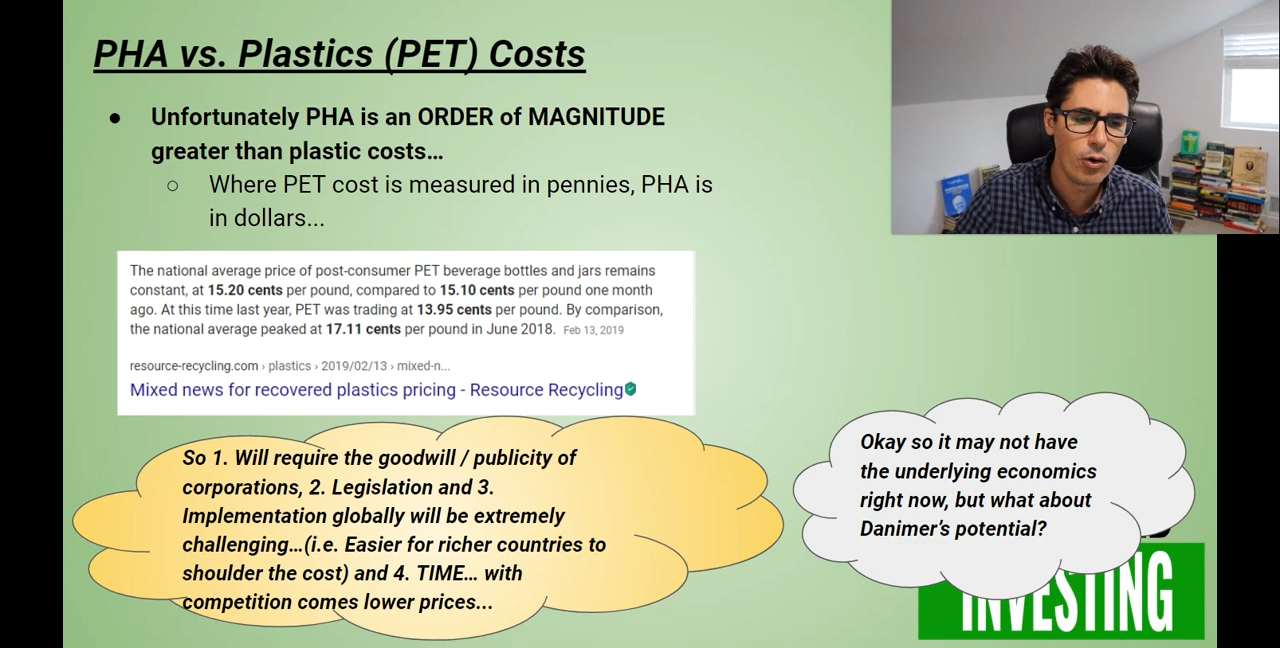 PHA vs. Plastics (PET) Costs
● Unfortunately PHA is an ORDER of MAGNITUDE
greater than plastic costs…
○ Where PET cost is measured in pennies, PHA is
in dollars...
The national average price of post-consumer PET beverage bottles and jars remains
constant, at 15.20 cents per pound, compared to 15.10 cents per pound one month
ago. At this time last year, PET was trading at 13.95 cents per pound. By comparison,
the national average peaked at 17.11 cents per pound in June 2018. Feb 13, 2019
resource-recycling.com › plastics › 2019/02/13 › mixed-n...
Mixed news for recovered plastics pricing - Resource Recycling
So 1. Will require the goodwill / publicity of
corporations, 2. Legislation and 3.
Implementation globally will be extremely
challenging…(i.e. Easier for richer countries to
shoulder the cost) and 4. TIME… with
competition comes lower prices...
Okay so it may not have
the underlying economics
right now, but what about
Danimer’s potential?
INVESTING